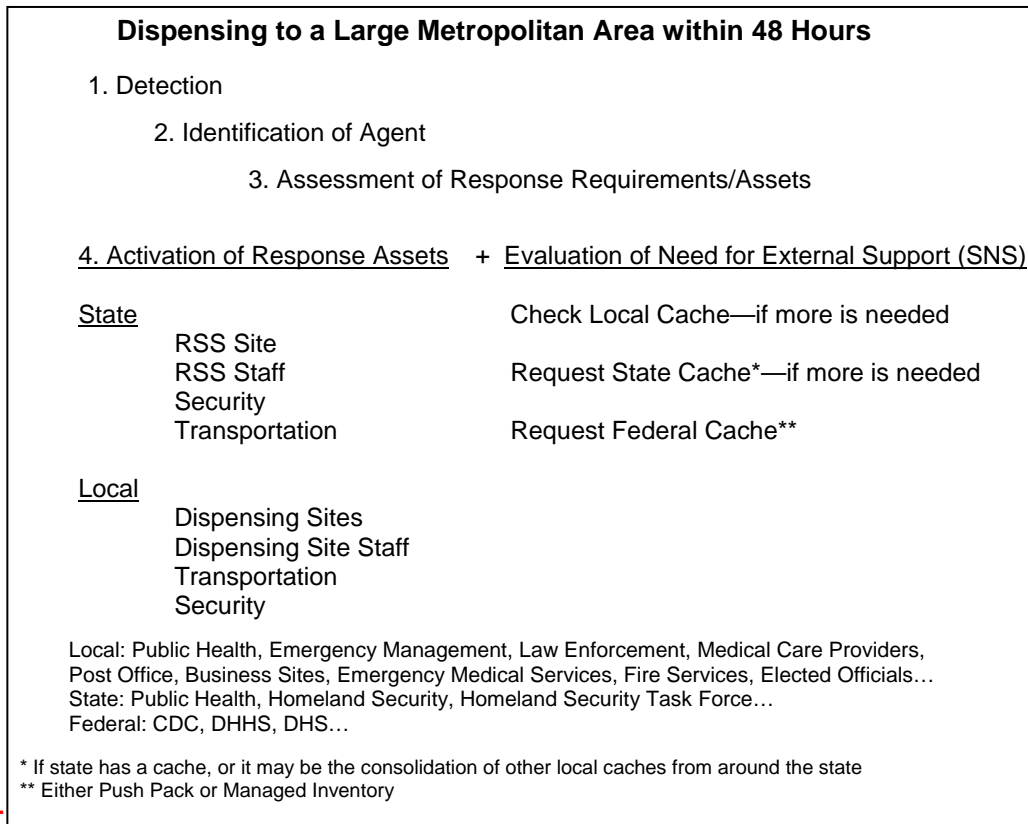 Dispensing to a Large Metropolitan Area within 48 Hours
1. Detection
2. Identification of Agent
3. Assessment of Response Requirements/Assets
4. Activation of Response Assets + Evaluation of Need for External Support (SNS)
State Check Local Cache—if more is needed
RSS Site
RSS Staff Request State Cache*—if more is needed
Security
Transportation Request Federal Cache**
Local
Dispensing Sites
Dispensing Site Staff
Transportation
Security
Local: Public Health, Emergency Management, Law Enforcement, Medical Care Providers,
Post Office, Business Sites, Emergency Medical Services, Fire Services, Elected Officials…
State: Public Health, Homeland Security, Homeland Security Task Force…
Federal: CDC, DHHS, DHS…
* If state has a cache, or it may be the consolidation of other local caches from around the state
** Either Push Pack or Managed Inventory